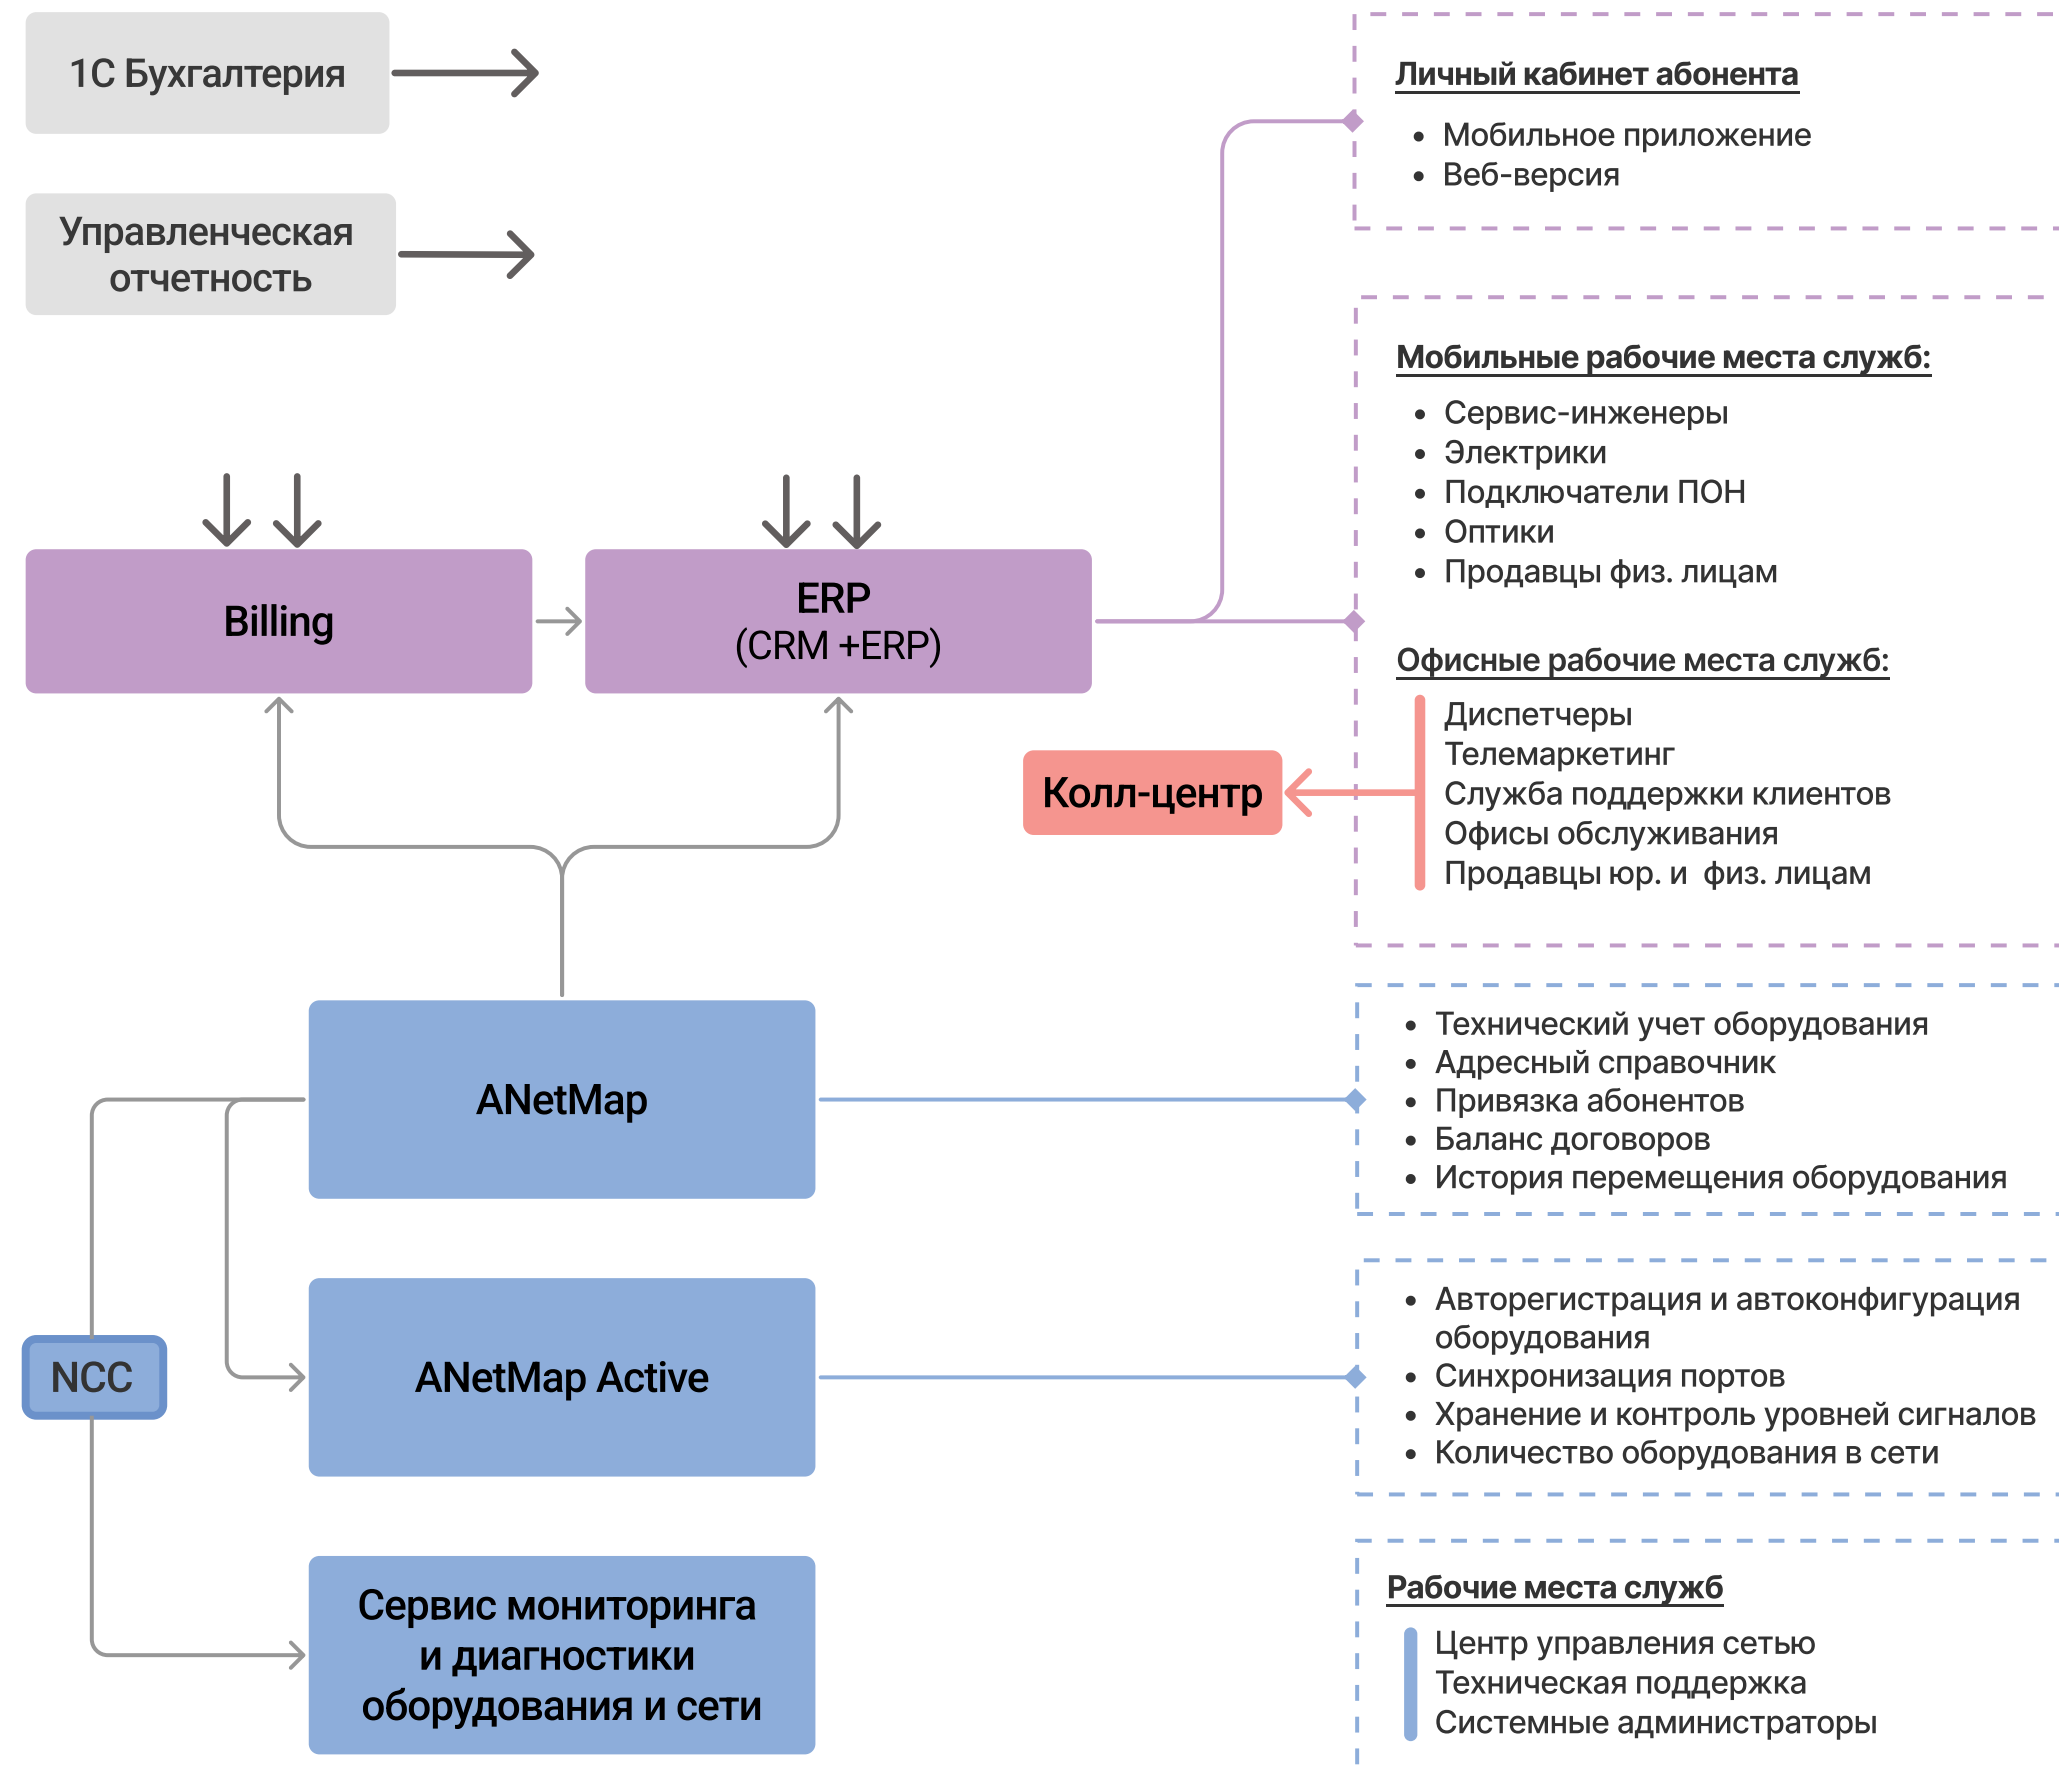 1С Бухгалтерия
Управленческая
отчетность
Billing
ERP
(CRM +ERP)
Колл-центр
ANetMap
NCC
ANetMap Active
Сервис мониторинга
и диагностики
оборудования и сети
Личный кабинет абонента
• Мобильное приложение
• Веб-версия
Мобильные рабочие места служб:
• Сервис-инженеры
• Электрики
• Подключатели ПОН
• Оптики
• Продавцы физ. лицам
Офисные рабочие места служб:
Диспетчеры
Телемаркетинг
Служба поддержки клиентов
Офисы обслуживания
Продавцы юр. и физ. лицам
• Технический учет оборудования
• Адресный справочник
• Привязка абонентов
• Баланс договоров
• История перемещения оборудования
• Авторегистрация и автоконфигурация
оборудования
• Синхронизация портов
• Хранение и контроль уровней сигналов
• Количество оборудования в сети
Рабочие места служб
Центр управления сетью
Техническая поддержка
Системные администраторы